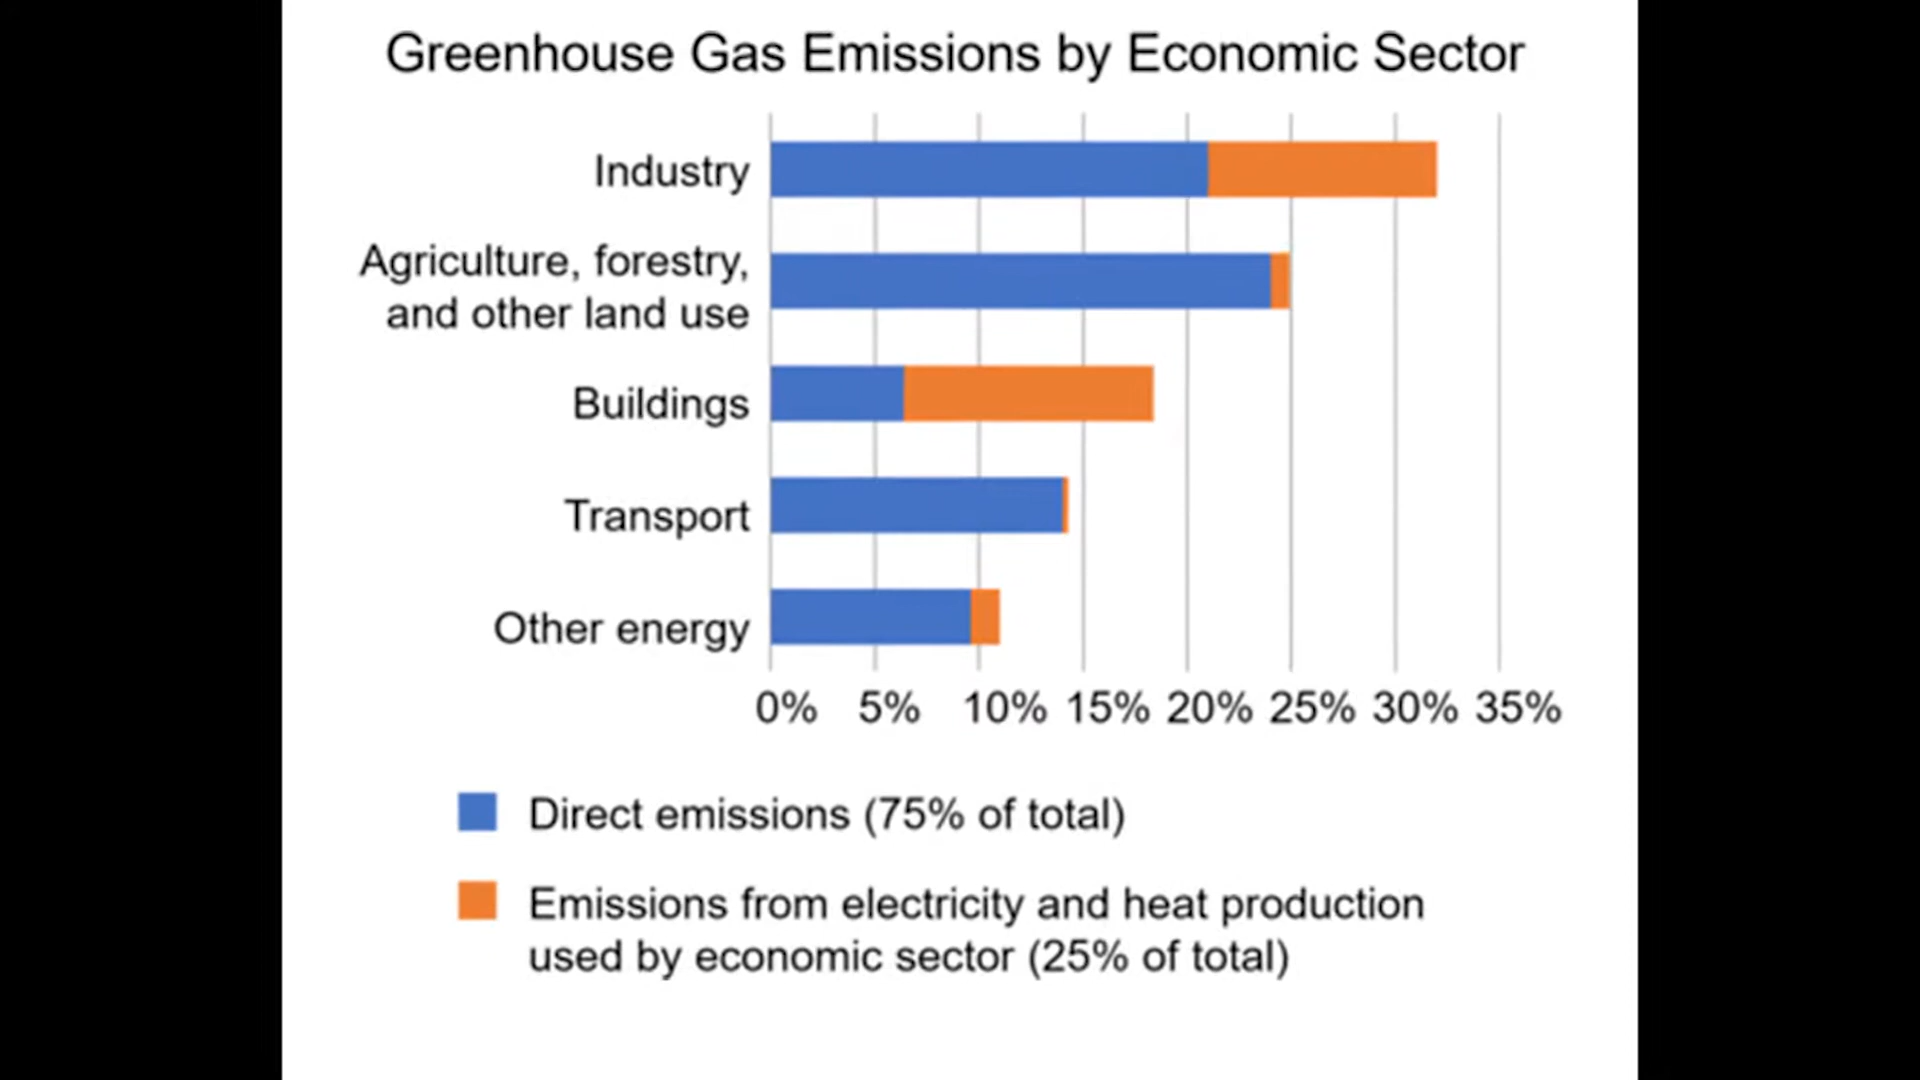 Greenhouse Gas Emissions by Economic Sector
Industry
Agriculture, forestry,
and other land use
Buildings
Transport
Other energy
0% 5% 10% 15% 20% 25% 30% 35%
Direct emissions (75% of total)
Emissions from electricity and heat production
used by economic sector (25% of total)